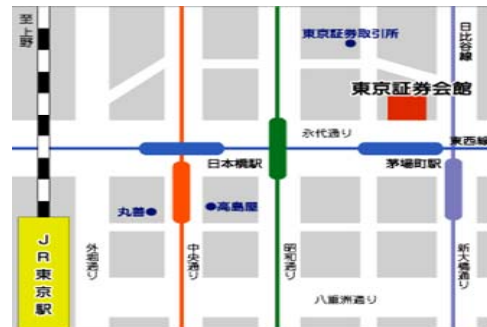 至上野
東京証券取引所
日比谷線
東京証券会館
永代通り
東西線
日本橋駅
茅場町駅
丸善
高島屋
JR東京駅
外堀通り
中央通り
昭和通り
新大橋通り
八重洲通り